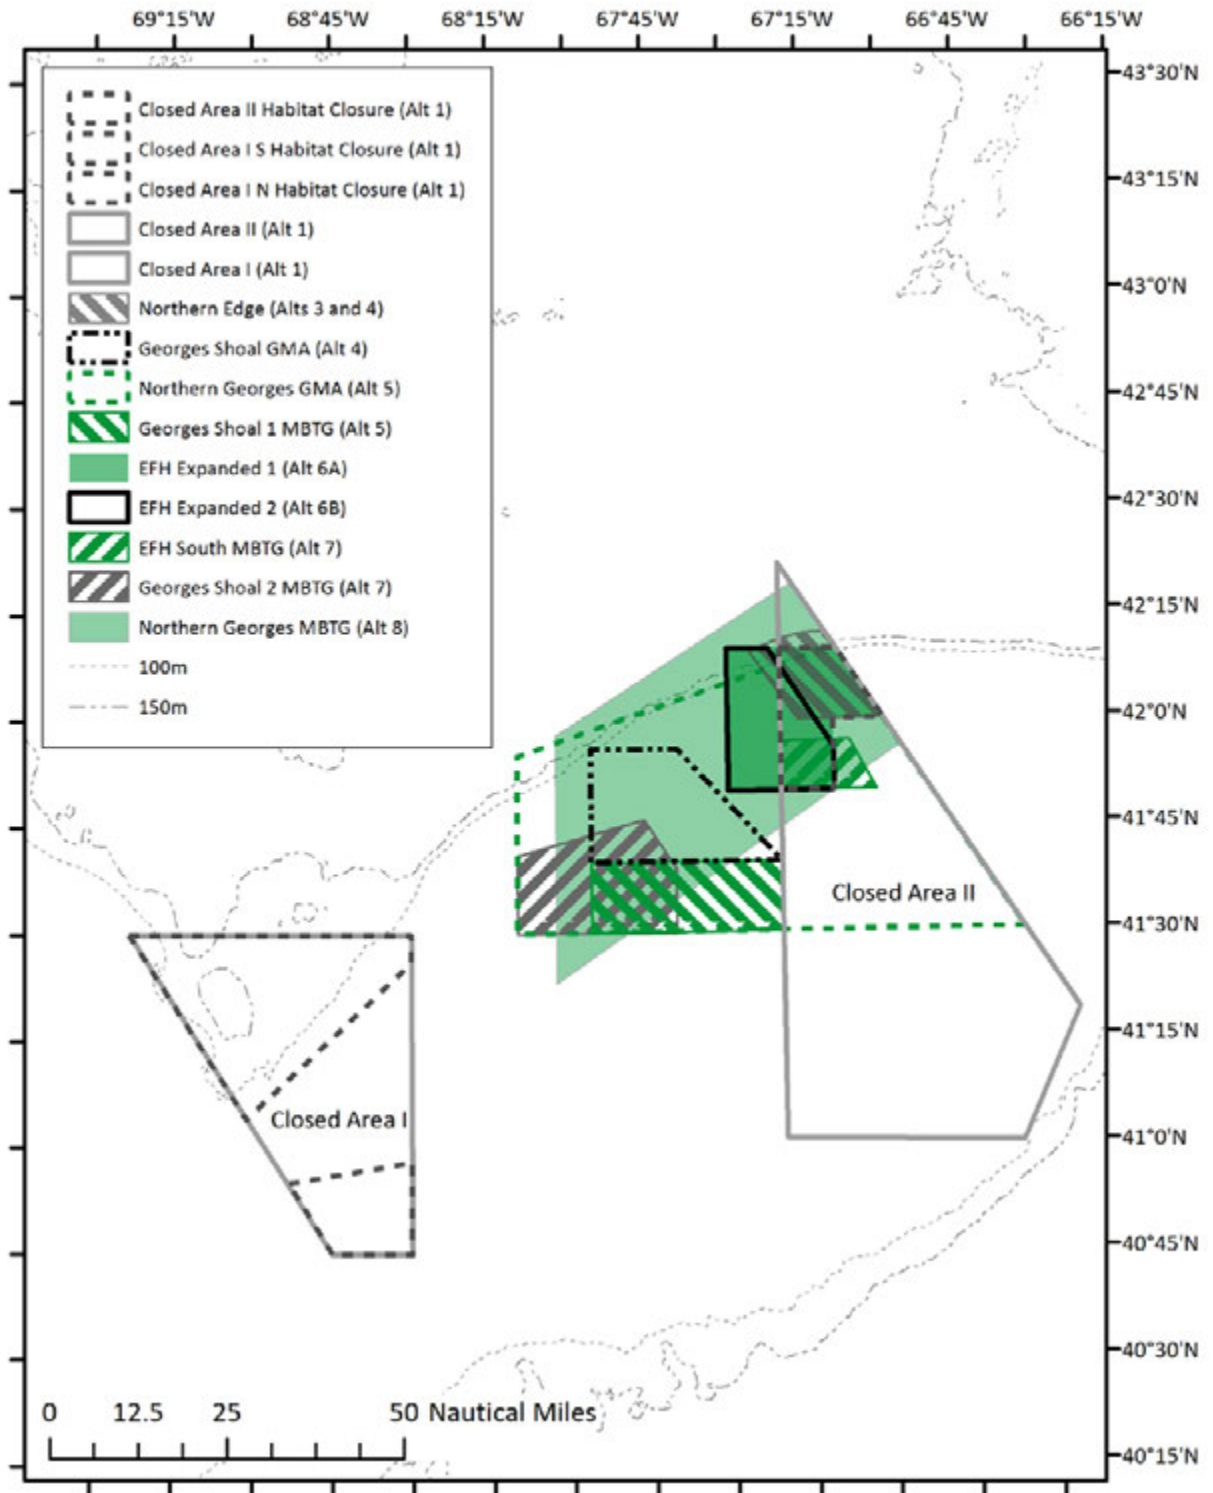 69°15'W 68°45'W 68°15'W 67°45'W 67°15'W 66°45'W 66°15'W
43°30'N
Closed Area II Habitat Closure (Alt 1)
Closed Area I S Habitat Closure (Alt 1)
43°15'N
Closed Area I N Habitat Closure (Alt 1)
Closed Area II (Alt 1)
Closed Area I (Alt 1)
43°0'N
Northern Edge (Alts 3 and 4)
Georges Shoal GMA (Alt 4)
Northern Georges GMA (Alt 5)
42°45'N
Georges Shoal 1 MBTG (Alt 5)
EFH Expanded 1 (Alt 6A)
42°30'N
EFH Expanded 2 (Alt 6B)
EFH South MBTG (Alt 7)
Georges Shoal 2 MBTG (Alt 7)
42°15'N
Northern Georges MBTG (Alt 8)
100m
150m
42°0'N
41°45'N
Closed Area II
41°30'N
41°15'N
Closed Area I
41°0'N
40°45'N
40°30'N
0 12.5 25 50 Nautical Miles
40°15'N